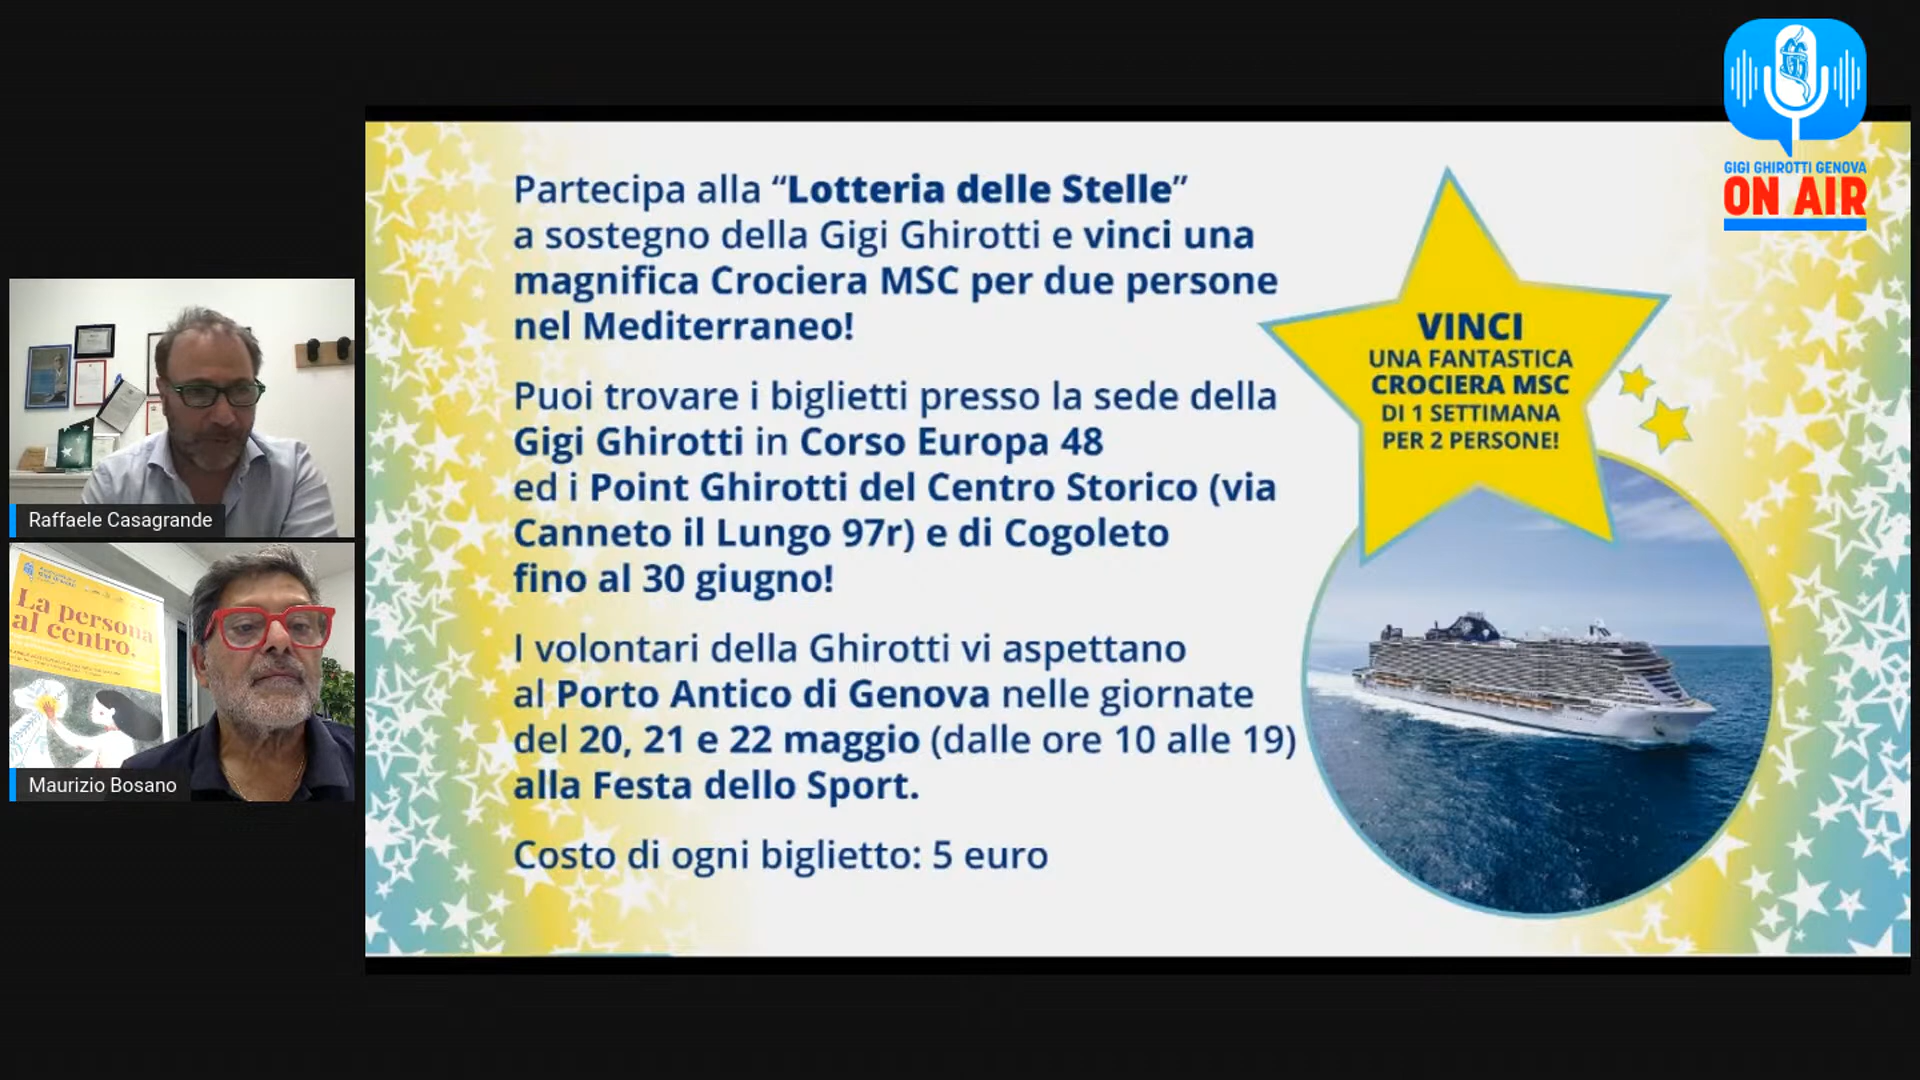 GIGI GHIROTTI GENOVA
ON AIR
Partecipa alla “Lotteria delle Stelle”
a sostegno della Gigi Ghirotti e vinci una
magnifica Crociera MSC per due persone
nel Mediterraneo!
Puoi trovare i biglietti presso la sede della
Gigi Ghirotti in Corso Europa 48
ed i Point Ghirotti del Centro Storico (via
Canneto il Lungo 97r) e di Cogoleto
fino al 30 giugno!
I volontari della Ghirotti vi aspettano
al Porto Antico di Genova nelle giornate
del 20, 21 e 22 maggio (dalle ore 10 alle 19)
alla Festa dello Sport.
Costo di ogni biglietto: 5 euro
VINCI
UNA FANTASTICA
CROCIERA MSC
DI 1 SETTIMANA
PER 2 PERSONE!
Raffaele Casagrande
La persona
al centro.
Maurizio Bosano